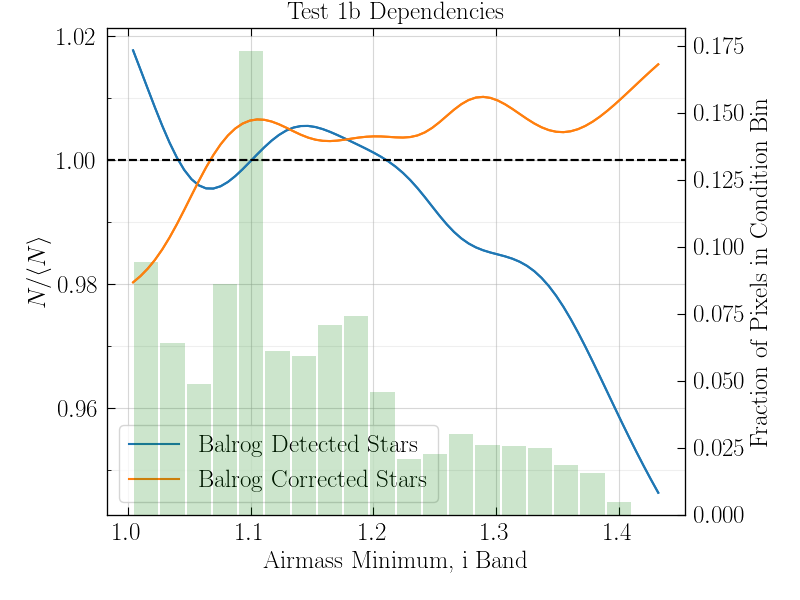 Test 1b Dependencies
1.02
1.00
0.98
0.96
N/⟨N⟩
0.175
0.150
0.125
0.100
0.075
0.050
0.025
0.000
Fraction of Pixels in Condition Bin
Balrog Detected Stars
Balrog Corrected Stars
1.0 1.1 1.2 1.3 1.4
Airmass Minimum, i Band